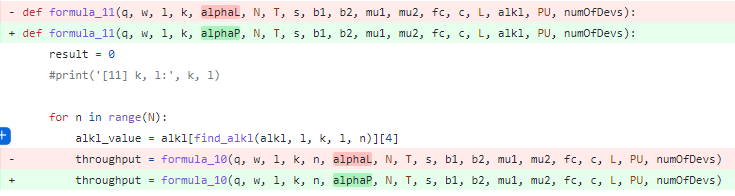 - def formula_11(q, w, l, k, alphaL, N, T, s, b1, b2, mu1, mu2, fc, c, L, alkl, PU, numOfDevs):
+ def formula_11(q, w, l, k, alphaP, N, T, s, b1, b2, mu1, mu2, fc, c, L, alkl, PU, numOfDevs):
result = 0
#print('[11] k, l:', k, l)
for n in range(N):
+ alkl_value = alkl[find_alkl(alkl, l, k, l, n)][4]
- throughput = formula_10(q, w, l, k, n, alphaL, N, T, s, b1, b2, mu1, mu2, fc, c, L, PU, numOfDevs)
+ throughput = formula_10(q, w, l, k, n, alphaP, N, T, s, b1, b2, mu1, mu2, fc, c, L, PU, numOfDevs)